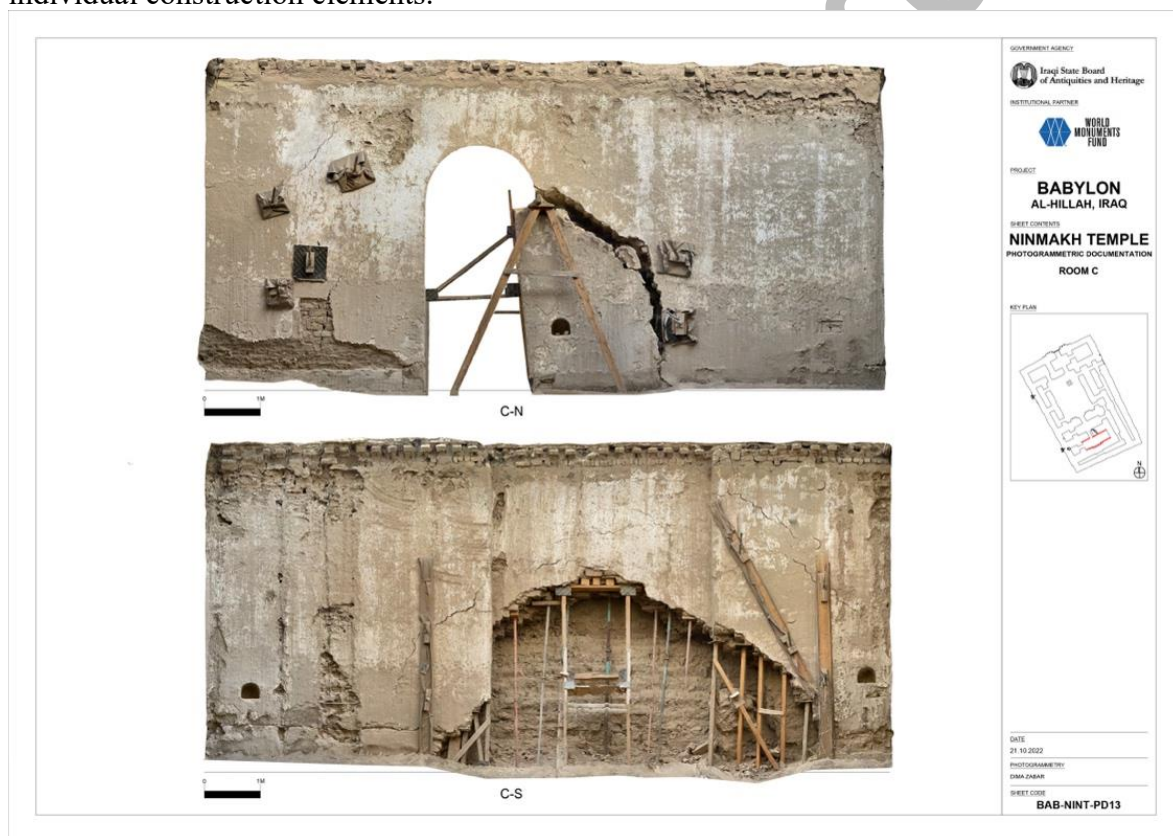 individual construction elements.
0 1M
C-N
0 1M
C-S
GOVERNMENT AGENCY
Iraqi State Board
of Antiquities and Heritage
INSTITUTIONAL PARTNER
WORLD
MONUMENTS
FUND
PROJECT
BABYLON
AL-HILLAH, IRAQ
SHEET CONTENTS
NINMAKH TEMPLE
PHOTOGRAMMETRIC DOCUMENTATION
ROOM C
KEY PLAN
N
DATE
21.10.2022
PHOTOGRAMMETRY
DIMA ZABAR
SHEET CODE
BAB-NINT-PD13